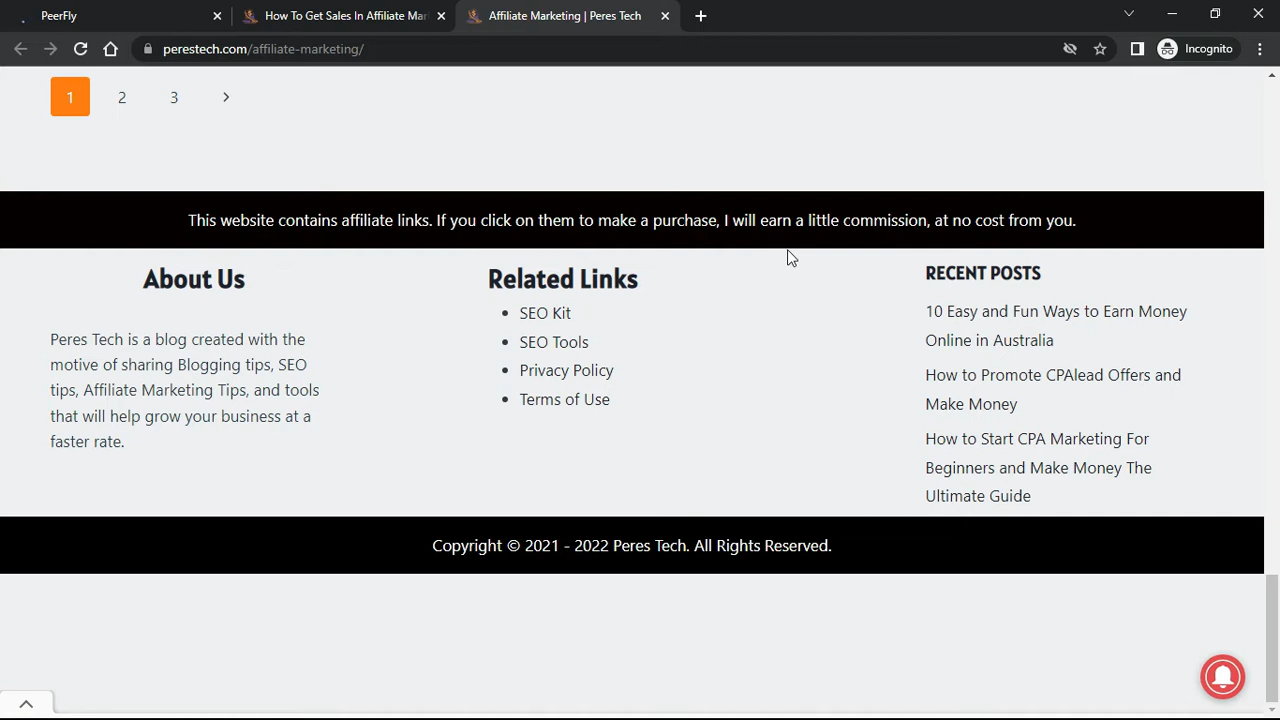 PeerFly
How To Get Sales In Affiliate Mar
Affiliate Marketing | Peres Tech
perestech.com/affiliate-marketing/
Incognito
1
2
3
This website contains affiliate links. If you click on them to make a purchase, I will earn a little commission, at no cost from you.
About Us
Peres Tech is a blog created with the
motive of sharing Blogging tips, SEO
tips, Affiliate Marketing Tips, and tools
that will help grow your business at a
faster rate.
Related Links
SEO Kit
SEO Tools
Privacy Policy
Terms of Use
RECENT POSTS
10 Easy and Fun Ways to Earn Money
Online in Australia
How to Promote CPAlead Offers and
Make Money
How to Start CPA Marketing For
Beginners and Make Money The
Ultimate Guide
Copyright © 2021 - 2022 Peres Tech. All Rights Reserved.